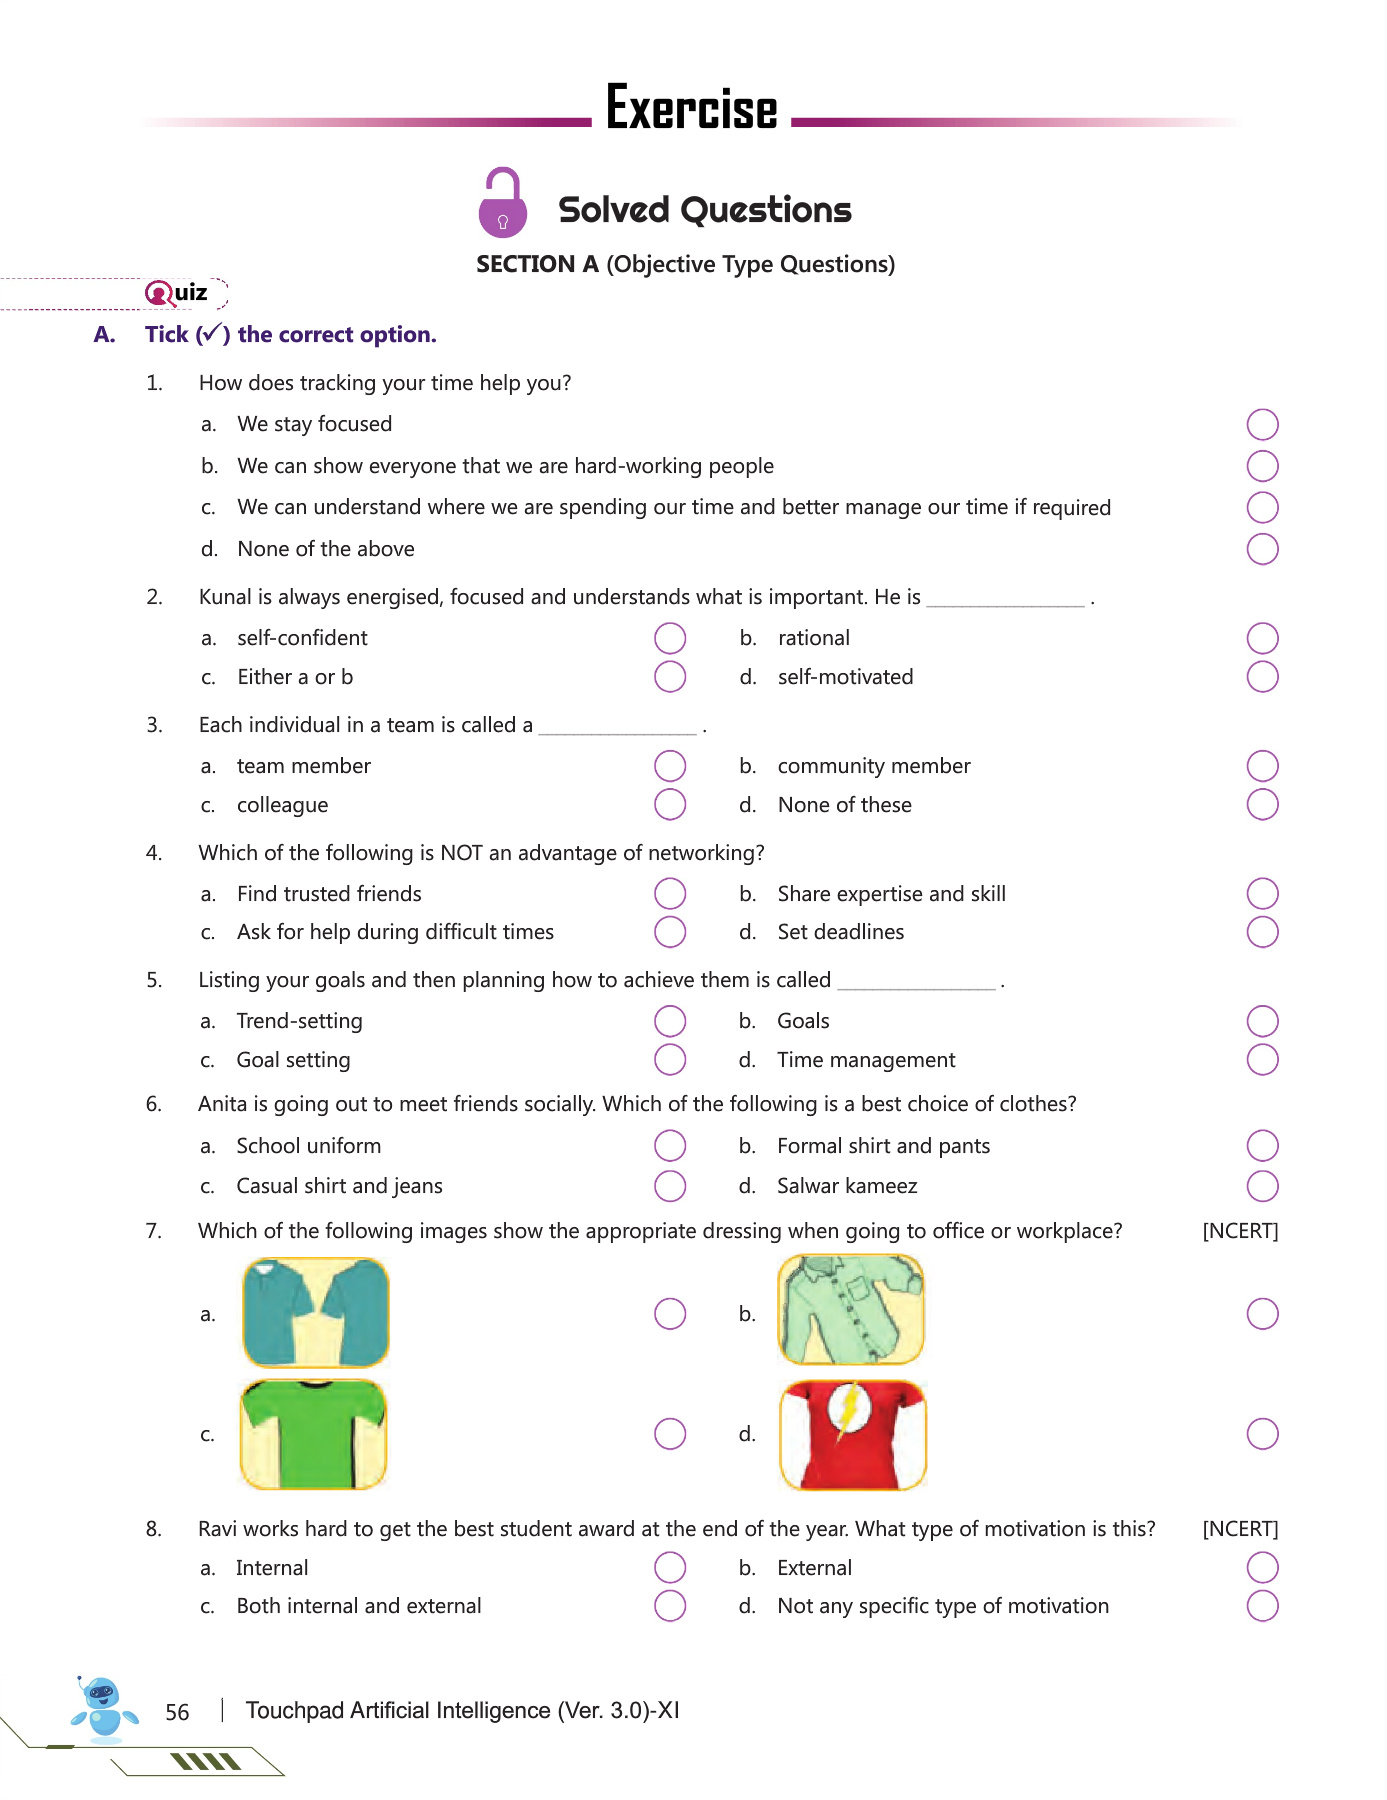 Exercise
Solved Questions
SECTION A (Objective Type Questions)
Quiz
A. Tick (✓) the correct option.
1. How does tracking your time help you?
a. We stay focused
b. We can show everyone that we are hard-working people
c. We can understand where we are spending our time and better manage our time if required
d. None of the above
2. Kunal is always energised, focused and understands what is important. He is _______________ .
a. self-confident b. rational
c. Either a or b d. self-motivated
3. Each individual in a team is called a _______________ .
a. team member b. community member
c. colleague d. None of these
4. Which of the following is NOT an advantage of networking?
a. Find trusted friends b. Share expertise and skill
c. Ask for help during difficult times d. Set deadlines
5. Listing your goals and then planning how to achieve them is called _______________ .
a. Trend-setting b. Goals
c. Goal setting d. Time management
6. Anita is going out to meet friends socially. Which of the following is a best choice of clothes?
a. School uniform b. Formal shirt and pants
c. Casual shirt and jeans d. Salwar kameez
7. Which of the following images show the appropriate dressing when going to office or workplace? [NCERT]
a. b.
c. d.
8. Ravi works hard to get the best student award at the end of the year. What type of motivation is this? [NCERT]
a. Internal b. External
c. Both internal and external d. Not any specific type of motivation
56 | Touchpad Artificial Intelligence (Ver. 3.0)-XI